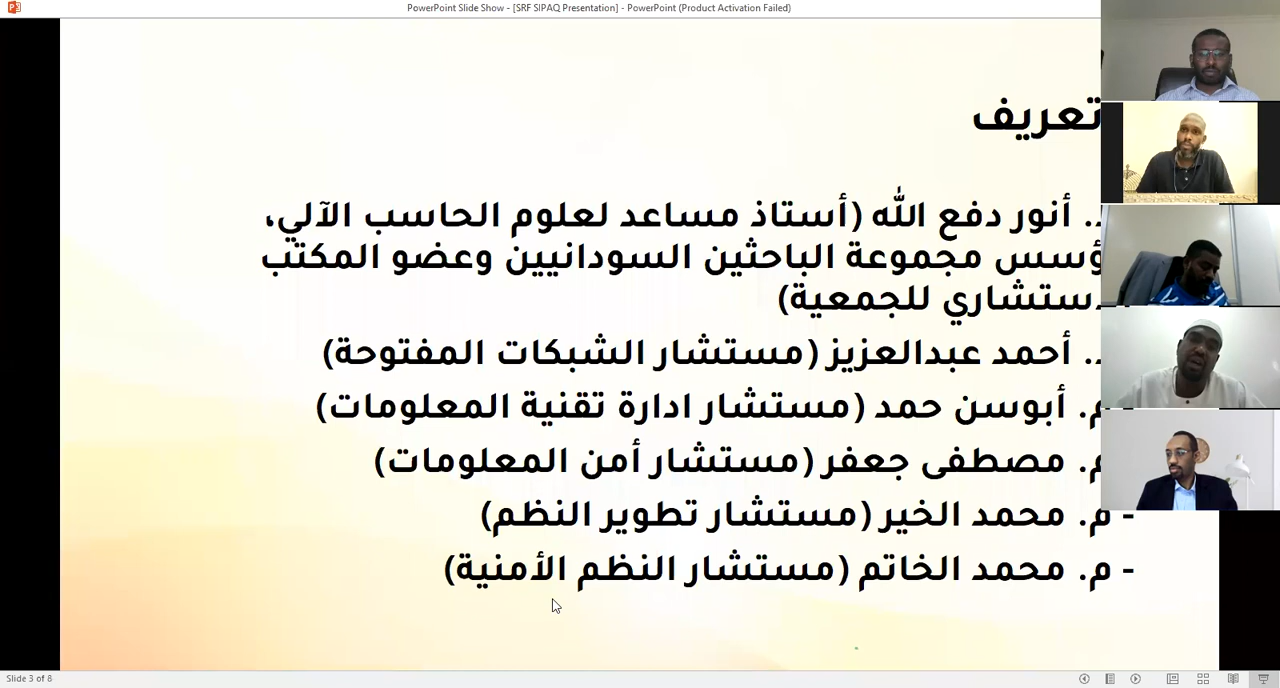 PowerPoint Slide Show - [SRF SIPAQ Presentation] - PowerPoint (Product Activation Failed)
تعريف
د. أنور دفع الله (أستاذ مساعد لعلوم الحاسب الآلي،
مجموعة الباحثين السودانيين وعضو المكتب
للجمعية)
د. أحمد عبدالعزيز (مستشار الشبكات المفتوحة)
م. أبوسن حمد (مستشار ادارة تقنية المعلومات)
م. مصطفى جعفر (مستشار أمن المعلومات)
- م. محمد الخير (مستشار تطوير النظم)
- م. محمد الخاتم (مستشار النظم الأمنية)
Slide 3 of 8